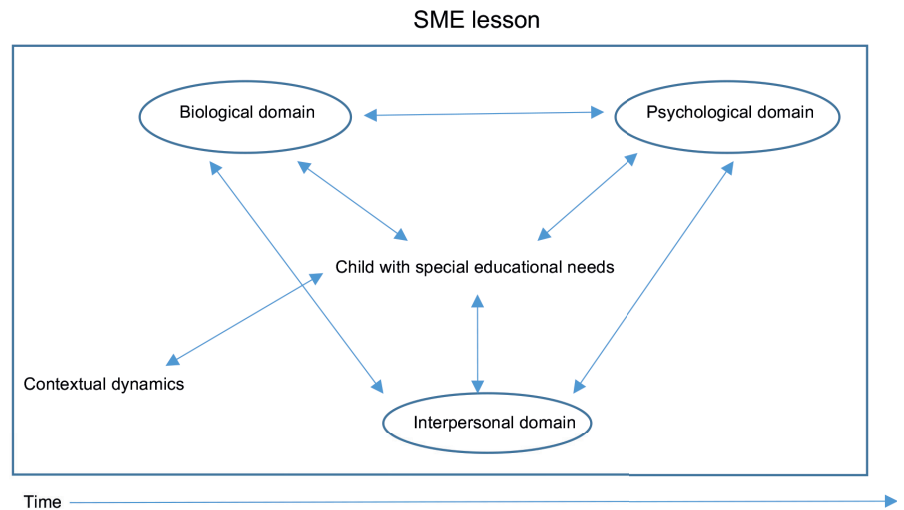 SME lesson
Biological domain
Psychological domain
Child with special educational needs
Contextual dynamics
Interpersonal domain
Time